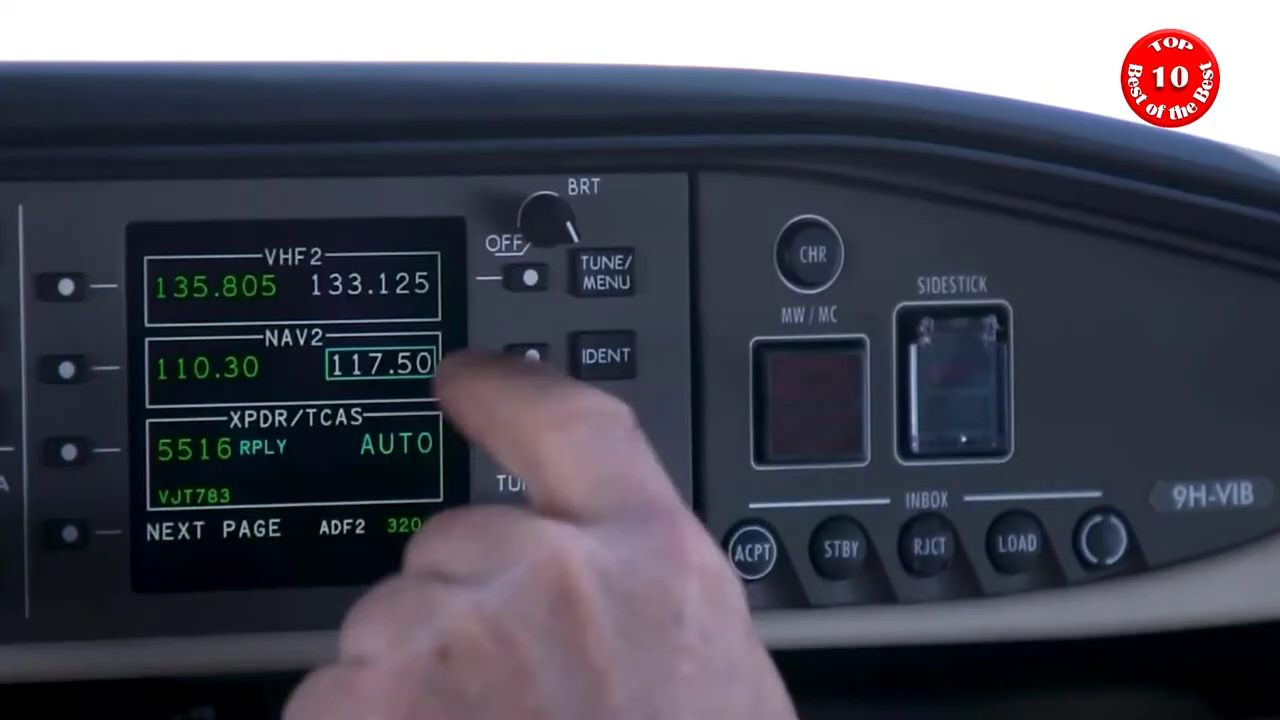 TOP
10
Best of the Best
BRT
OFF
VHF2
135.805 133.125
TUNE/
MENU
NAV2
110.30 117.50
IDENT
XPDR/TCAS
5516 RPLY AUTO
VJT783
NEXT PAGE ADF2 320
CHR
MW / MC
SIDESTICK
INBOX
9H-VIB
ACPT STBY RJCT LOAD